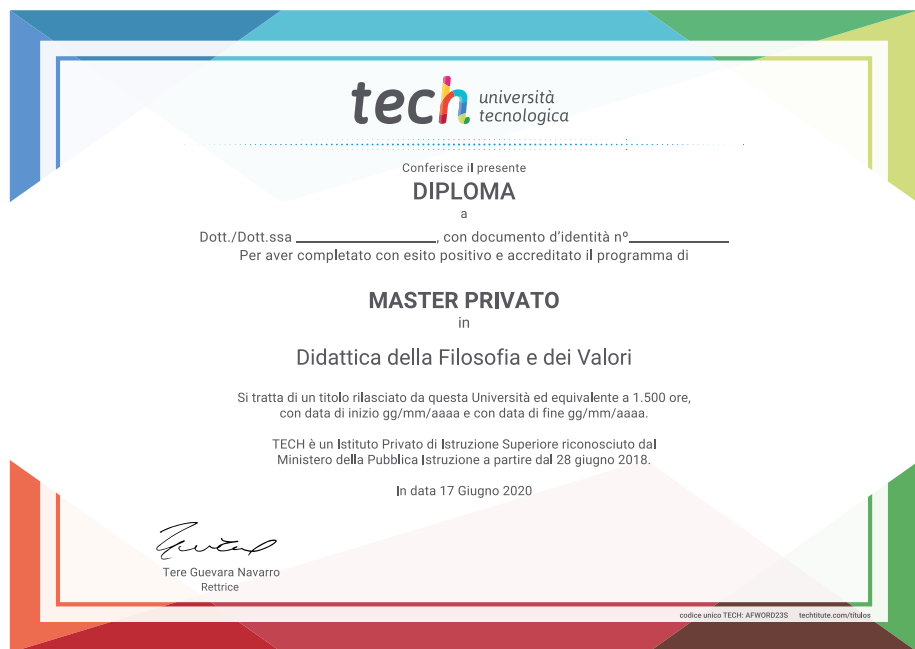 tech università
tecnologica
Conferisce il presente
DIPLOMA
a
Dott./Dott.ssa ____________, con documento d'identità nº_________
Per aver completato con esito positivo e accreditato il programma di
MASTER PRIVATO
in
Didattica della Filosofia e dei Valori
Si tratta di un titolo rilasciato da questa Università ed equivalente a 1.500 ore,
con data di inizio gg/mm/aaaa e con data di fine gg/mm/aaaa.
TECH è un Istituto Privato di Istruzione Superiore riconosciuto dal
Ministero della Pubblica Istruzione a partire dal 28 giugno 2018.
In data 17 Giugno 2020
Tere Guevara Navarro
Rettrice
codice unico TECH: AFWORD23S techtitute.com/titulos